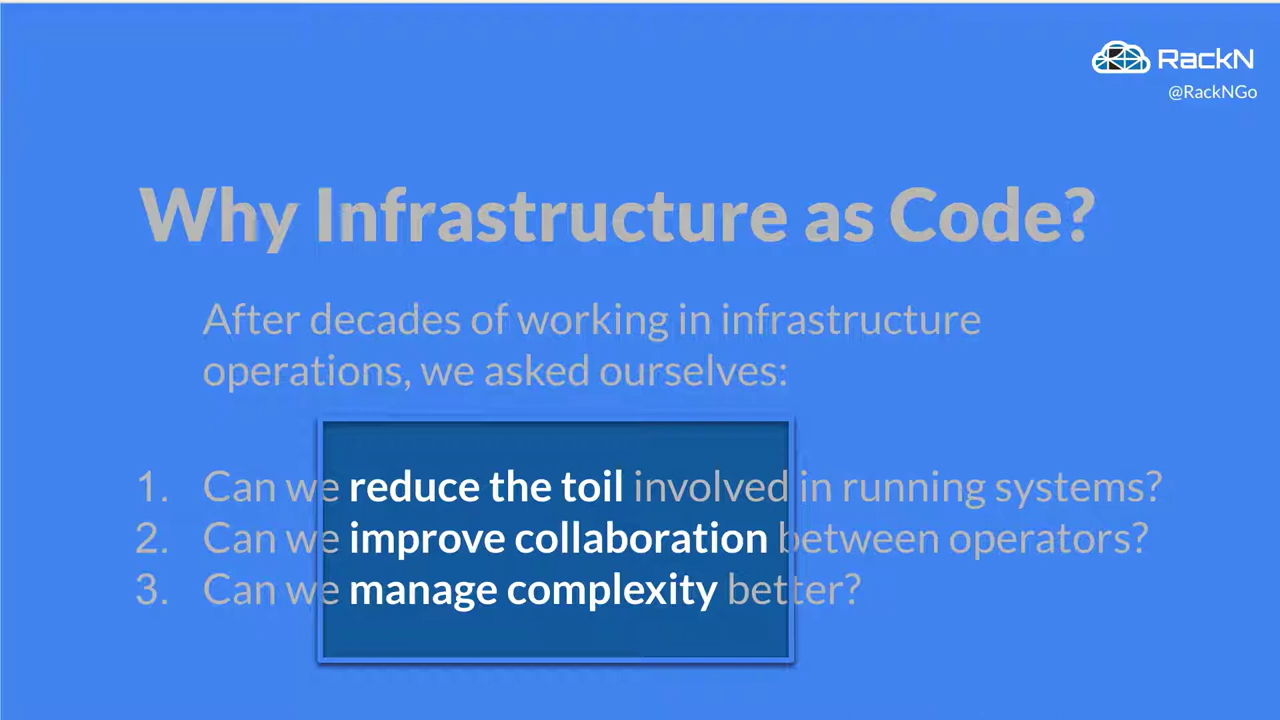 RackN
@RackNGo
Why Infrastructure as Code?
After decades of working in infrastructure
operations, we asked ourselves:
1. Can we reduce the toil involved in running systems?
2. Can we improve collaboration between operators?
3. Can we manage complexity better?